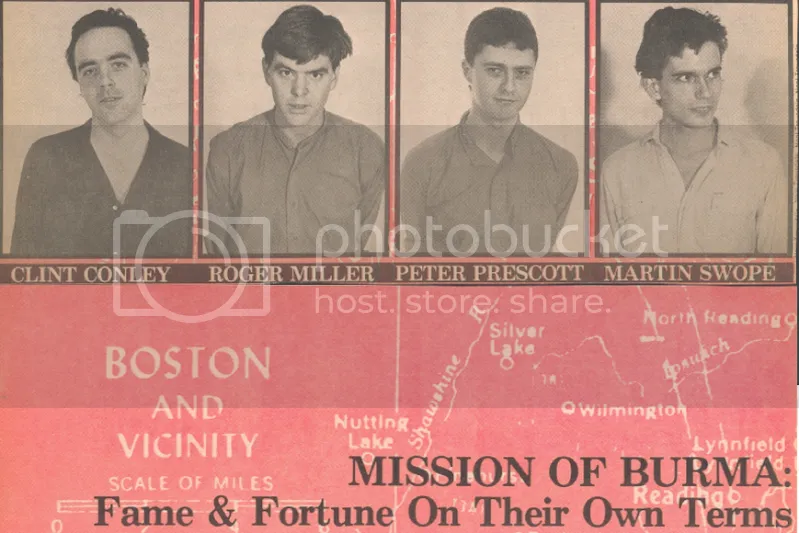 CLINT CONLEY
ROGER MILLER
PETER PRESCOTT
MARTIN SWOPE
photobucket
host. store. share.
BOSTON
AND
VICINITY
SCALE OF MILES
0
Shawshine R.
Silver
Lake
North Reading
Ipswich
Wilmington
Nutting
Lake
Lynnfield
Reading
MISSION OF BURMA:
Fame & Fortune On Their Own Terms